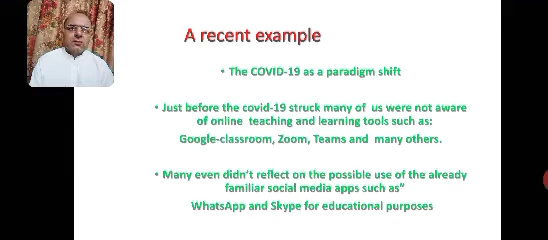 A recent example
• The COVID-19 as a paradigm shift
• Just before the covid-19 struck many of us were not aware
of online teaching and learning tools such as:
Google-classroom, Zoom, Teams and many others.
• Many even didn't reflect on the possible use of the already
familiar social media apps such as"
WhatsApp and Skype for educational purposes